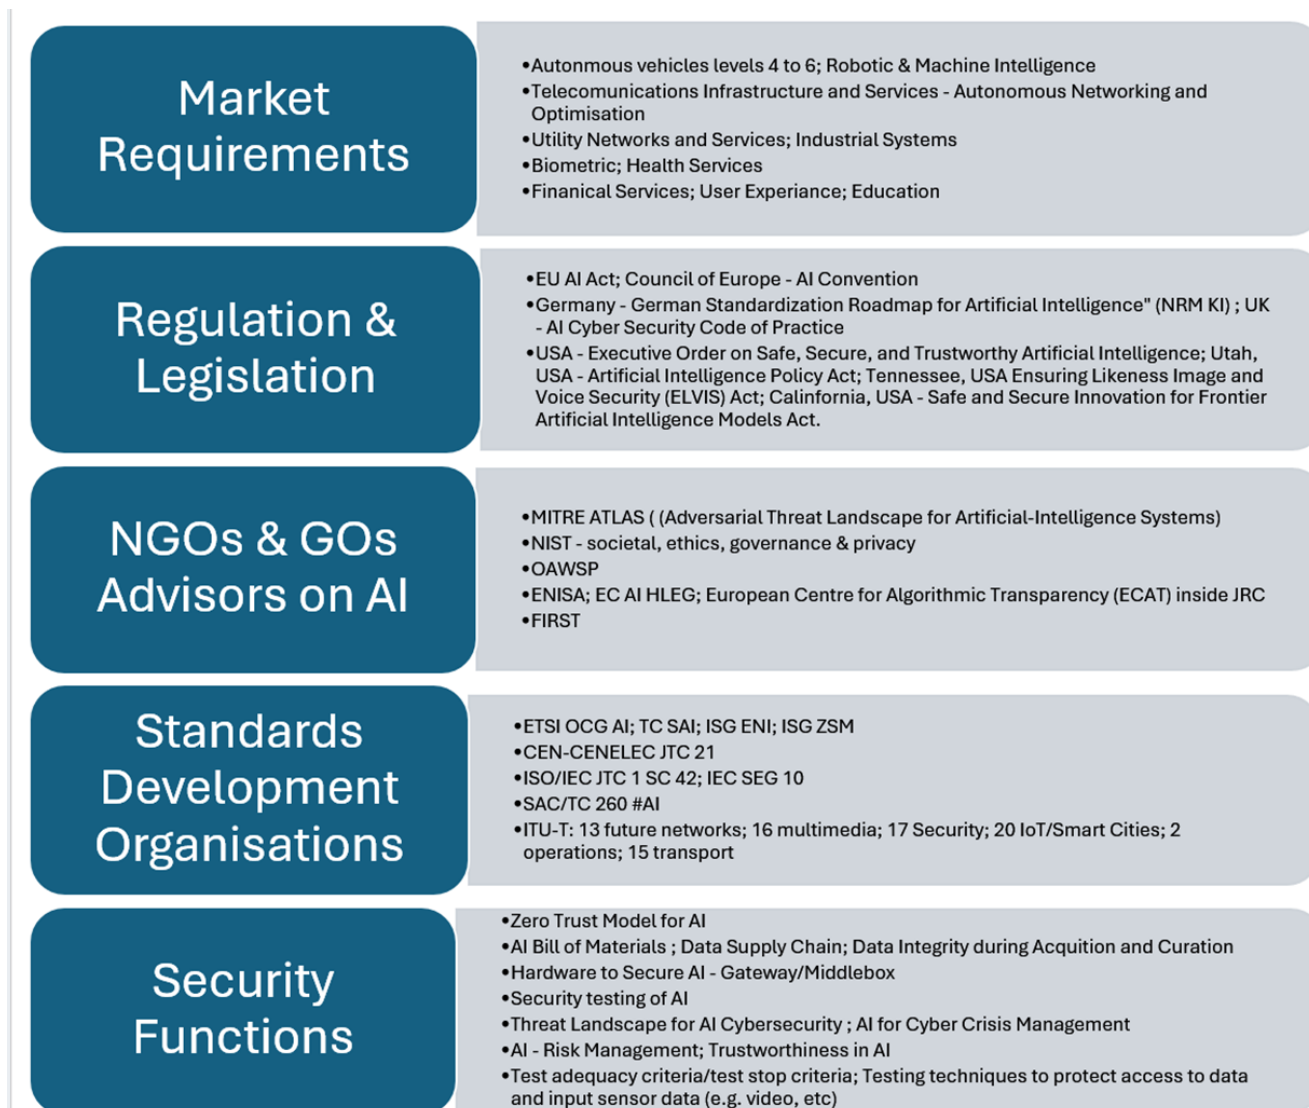 Market
Requirements
•Autonmous vehicles levels 4 to 6; Robotic & Machine Intelligence
•Telecomunications Infrastructure and Services - Autonomous Networking and
Optimisation
•Utility Networks and Services; Industrial Systems
•Biometric; Health Services
•Finanical Services; User Experiance; Education
Regulation &
Legislation
•EU AI Act; Council of Europe - AI Convention
•Germany - German Standardization Roadmap for Artificial Intelligence" (NRM KI) ; UK
- AI Cyber Security Code of Practice
•USA - Executive Order on Safe, Secure, and Trustworthy Artificial Intelligence; Utah,
USA - Artificial Intelligence Policy Act; Tennessee, USA Ensuring Likeness Image and
Voice Security (ELVIS) Act; Calinfornia, USA - Safe and Secure Innovation for Frontier
Artificial Intelligence Models Act.
NGOs & GOs
Advisors on AI
•MITRE ATLAS ( (Adversarial Threat Landscape for Artificial-Intelligence Systems)
•NIST - societal, ethics, governance & privacy
•OAWSP
•ENISA; EC AI HLEG; European Centre for Algorithmic Transparency (ECAT) inside JRC
•FIRST
Standards
Development
Organisations
•ETSI OCG AI; TC SAI; ISG ENI; ISG ZSM
•CEN-CENELEC JTC 21
•ISO/IEC JTC 1 SC 42; IEC SEG 10
•SAC/TC 260 #AI
•ITU-T: 13 future networks; 16 multimedia; 17 Security; 20 IoT/Smart Cities; 2
operations; 15 transport
Security
Functions
•Zero Trust Model for AI
•AI Bill of Materials ; Data Supply Chain; Data Integrity during Acquition and Curation
•Hardware to Secure AI - Gateway/Middlebox
•Security testing of AI
•Threat Landscape for AI Cybersecurity ; AI for Cyber Crisis Management
•AI - Risk Management; Trustworthiness in AI
•Test adequacy criteria/test stop criteria; Testing techniques to protect access to data
and input sensor data (e.g. video, etc)